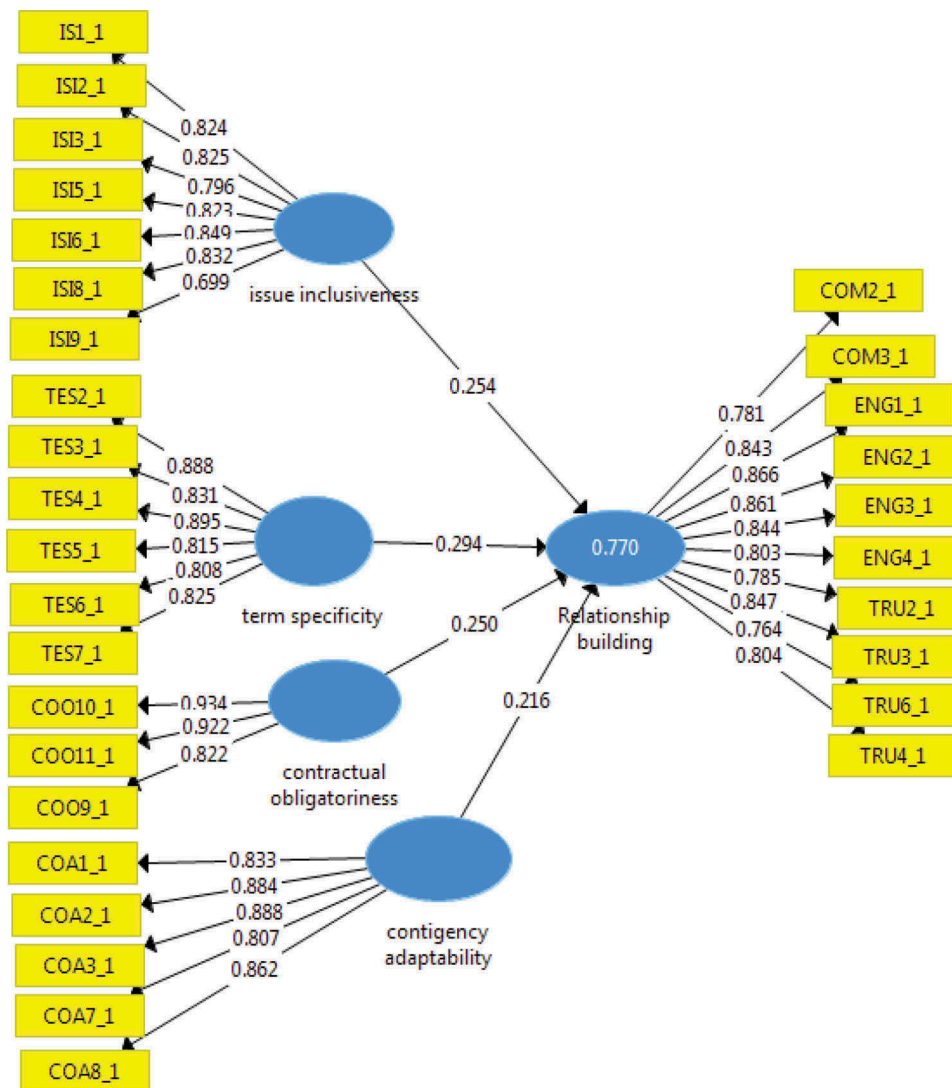 IS1_1
ISI2_1
ISI3_1
ISI5_1
ISI6_1
ISI8_1
ISI9_1
0.824
0.825
0.796
0.823
0.849
0.832
0.699
issue inclusiveness
TES2_1
TES3_1
TES4_1
TES5_1
TES6_1
TES7_1
0.888
0.831
0.895
0.815
0.808
0.825
term specificity
COO10_1
COO11_1
COO9_1
0.934
0.922
0.822
contractual
obligatoriness
COA1_1
COA2_1
COA3_1
COA7_1
COA8_1
0.833
0.884
0.888
0.807
0.862
contigency
adaptability
0.254
0.294
0.250
0.216
0.770
Relationship
building
0.781
0.843
0.866
0.861
0.844
0.803
0.785
0.847
0.764
0.804
COM2_1
COM3_1
ENG1_1
ENG2_1
ENG3_1
ENG4_1
TRU2_1
TRU3_1
TRU6_1
TRU4_1